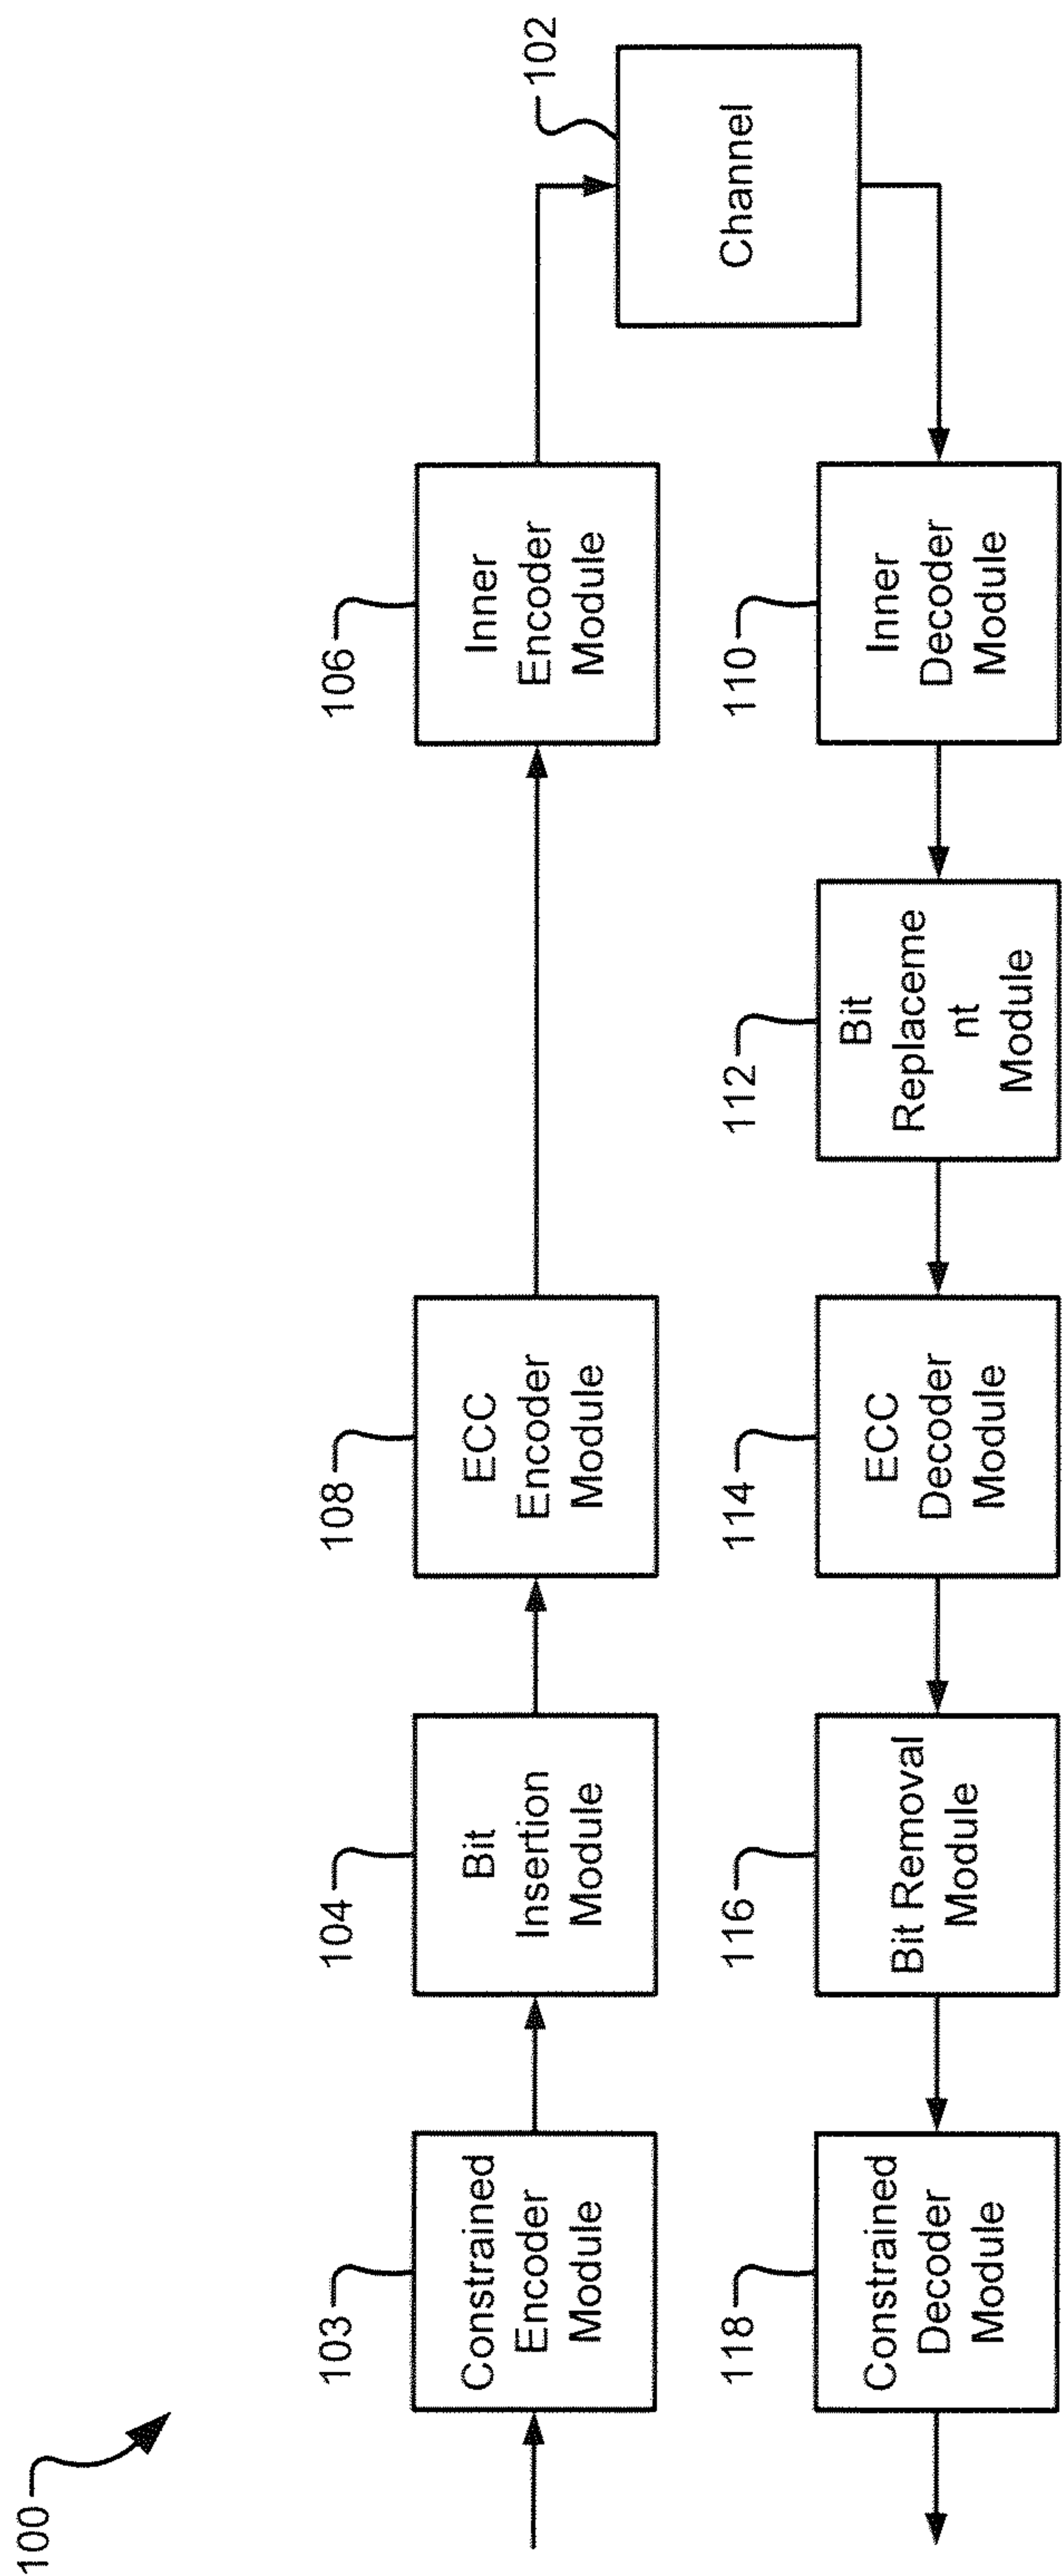 100
103
Constrained
Encoder
Module
104
Bit
Insertion
Module
108
ECC
Encoder
Module
106
Inner
Encoder
Module
102
Channel
118
Constrained
Decoder
Module
116
Bit Removal
Module
114
ECC
Decoder
Module
112
Bit
Replaceme
nt
Module
110
Inner
Decoder
Module